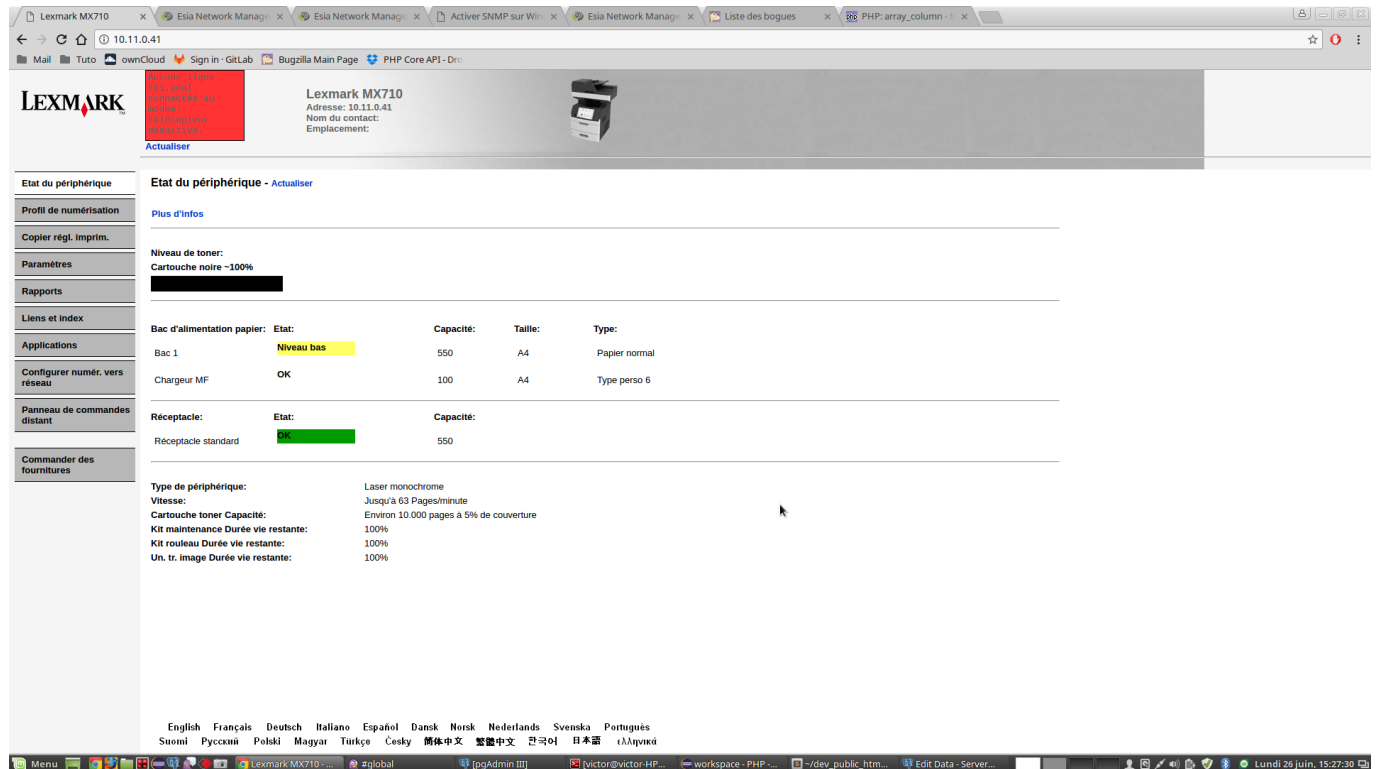 Lexmark MX710
Esia Network Manage
Esia Network Manage
Activer SNMP sur Win
Esia Network Manage
Liste des bogues
PHP: array_column - M
10.11.0.41
Mail
Tuto
ownCloud
Sign in · GitLab
Bugzilla Main Page
PHP Core API - Dro
LEXMARK
Aucune ligne
tél.anal.
connectée au
modem:
télécopieur
désactivé.
Actualiser
Lexmark MX710
Adresse: 10.11.0.41
Nom du contact:
Emplacement:
Etat du périphérique
Profil de numérisation
Copier régl. imprim.
Paramètres
Rapports
Liens et index
Applications
Configurer numér. vers
réseau
Panneau de commandes
distant
Commander des
fournitures
Etat du périphérique - Actualiser
Plus d'infos
Niveau de toner:
Cartouche noire ~100%
Bac d'alimentation papier: Etat: Capacité: Taille: Type:
Bac 1 Niveau bas 550 A4 Papier normal
Chargeur MF OK 100 A4 Type perso 6
Réceptacle: Etat: Capacité:
Réceptacle standard OK 550
Type de périphérique: Laser monochrome
Vitesse: Jusqu'à 63 Pages/minute
Cartouche toner Capacité: Environ 10.000 pages à 5% de couverture
Kit maintenance Durée vie restante: 100%
Kit rouleau Durée vie restante: 100%
Un. tr. image Durée vie restante: 100%
English Français Deutsch Italiano Español Dansk Norsk Nederlands Svenska Português
Suomi Русский Polski Magyar Türkçe Česky 简体中文 繁體中文 한국어 日本語 ελληνικά
Menu
Lexmark MX710 - ...
#global
[pgAdmin III]
[victor@victor-HP...
workspace - PHP -...
~/dev_public_htm...
Edit Data - Server...
Lundi 26 juin, 15:27:30